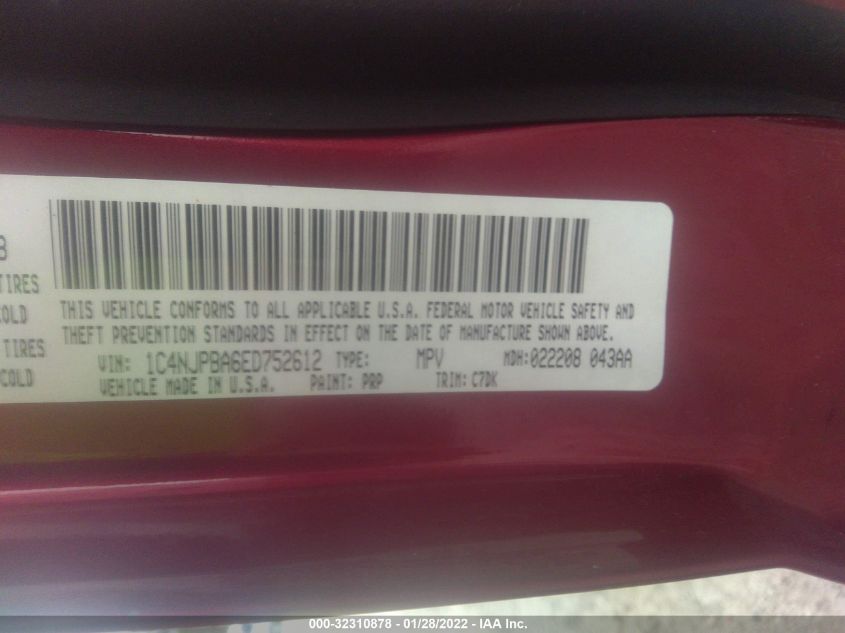 B
TIRES
COLD
TIRES
COLD
THIS VEHICLE CONFORMS TO ALL APPLICABLE U.S.A. FEDERAL MOTOR VEHICLE SAFETY AND
THEFT PREVENTION STANDARDS IN EFFECT ON THE DATE OF MANUFACTURE SHOWN ABOVE.
VIN: 1C4NJPBA6ED752612 TYPE: MPV MDH:022208 043AA
VEHICLE MADE IN U.S.A. PAINT: PRP TRIM: C7DK
000-32310878 - 01/28/2022 - IAA Inc.